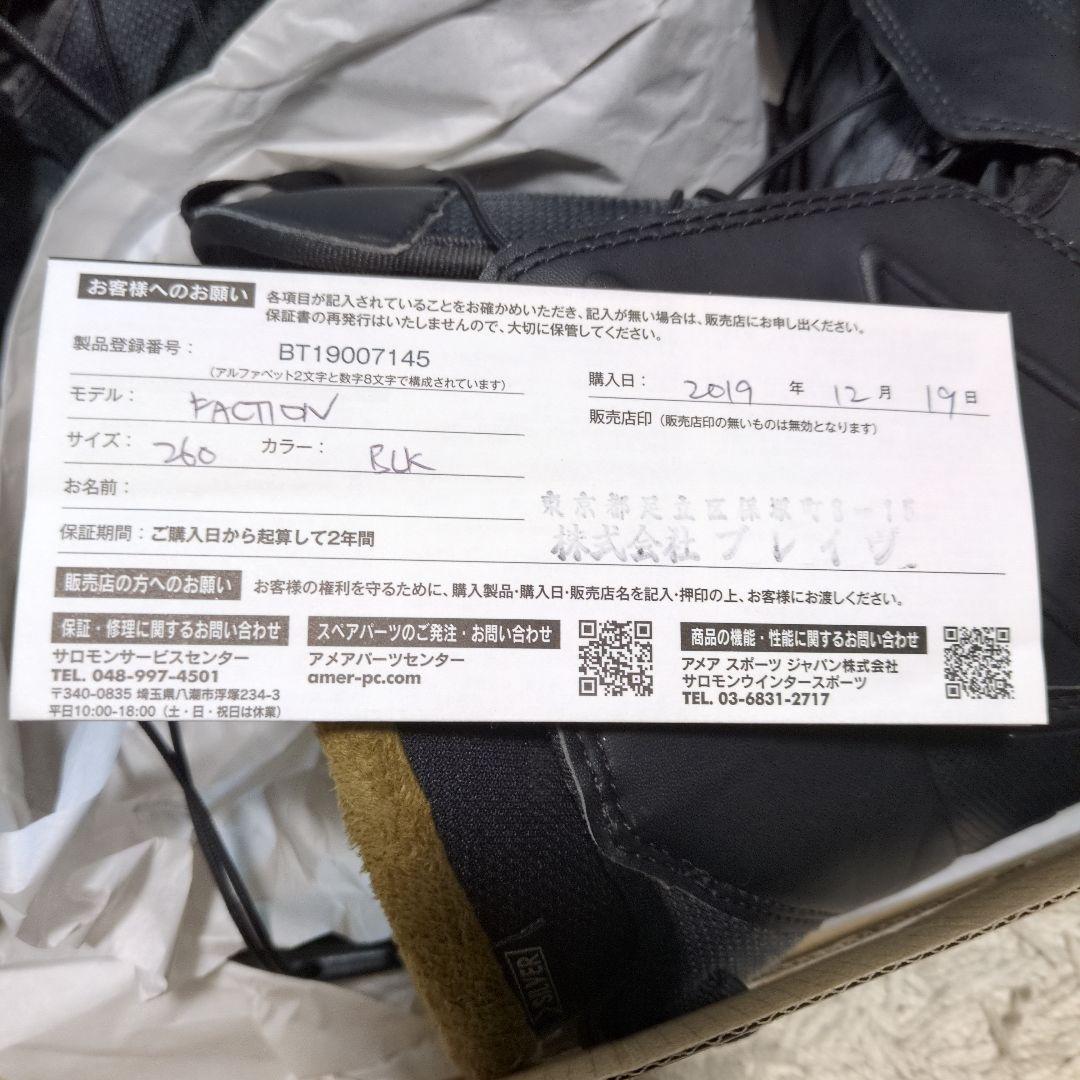 お客様へのお願い 各項目が記入されていることをお確かめいただき、記入が無い場合は、販売店にお申し出ください。
保証書の再発行はいたしませんので、大切に保管してください。
製品登録番号： BT19007145
（アルファベット2文字と数字8文字で構成されています）
購入日： 2019 年 12 月 19 日
モデル： FACTION
販売店印（販売店印の無いものは無効となります）
サイズ： 260 カラー： BLK
お名前：
東京都足立区保塚町8-15
株式会社ブレイヴ
保証期間：ご購入日から起算して2年間
販売店の方へのお願い お客様の権利を守るために、購入製品・購入日・販売店名を記入・押印の上、お客様にお渡しください。
保証・修理に関するお問い合わせ
サロモンサービスセンター
TEL. 048-997-4501
〒340-0835 埼玉県八潮市浮塚234-3
平日10:00-18:00（土・日・祝日は休業）
スペアパーツのご発注・お問い合わせ
アメアパーツセンター
amer-pc.com
商品の機能・性能に関するお問い合わせ
アメア スポーツ ジャパン株式会社
サロモンウインタースポーツ
TEL. 03-6831-2717
SILVER